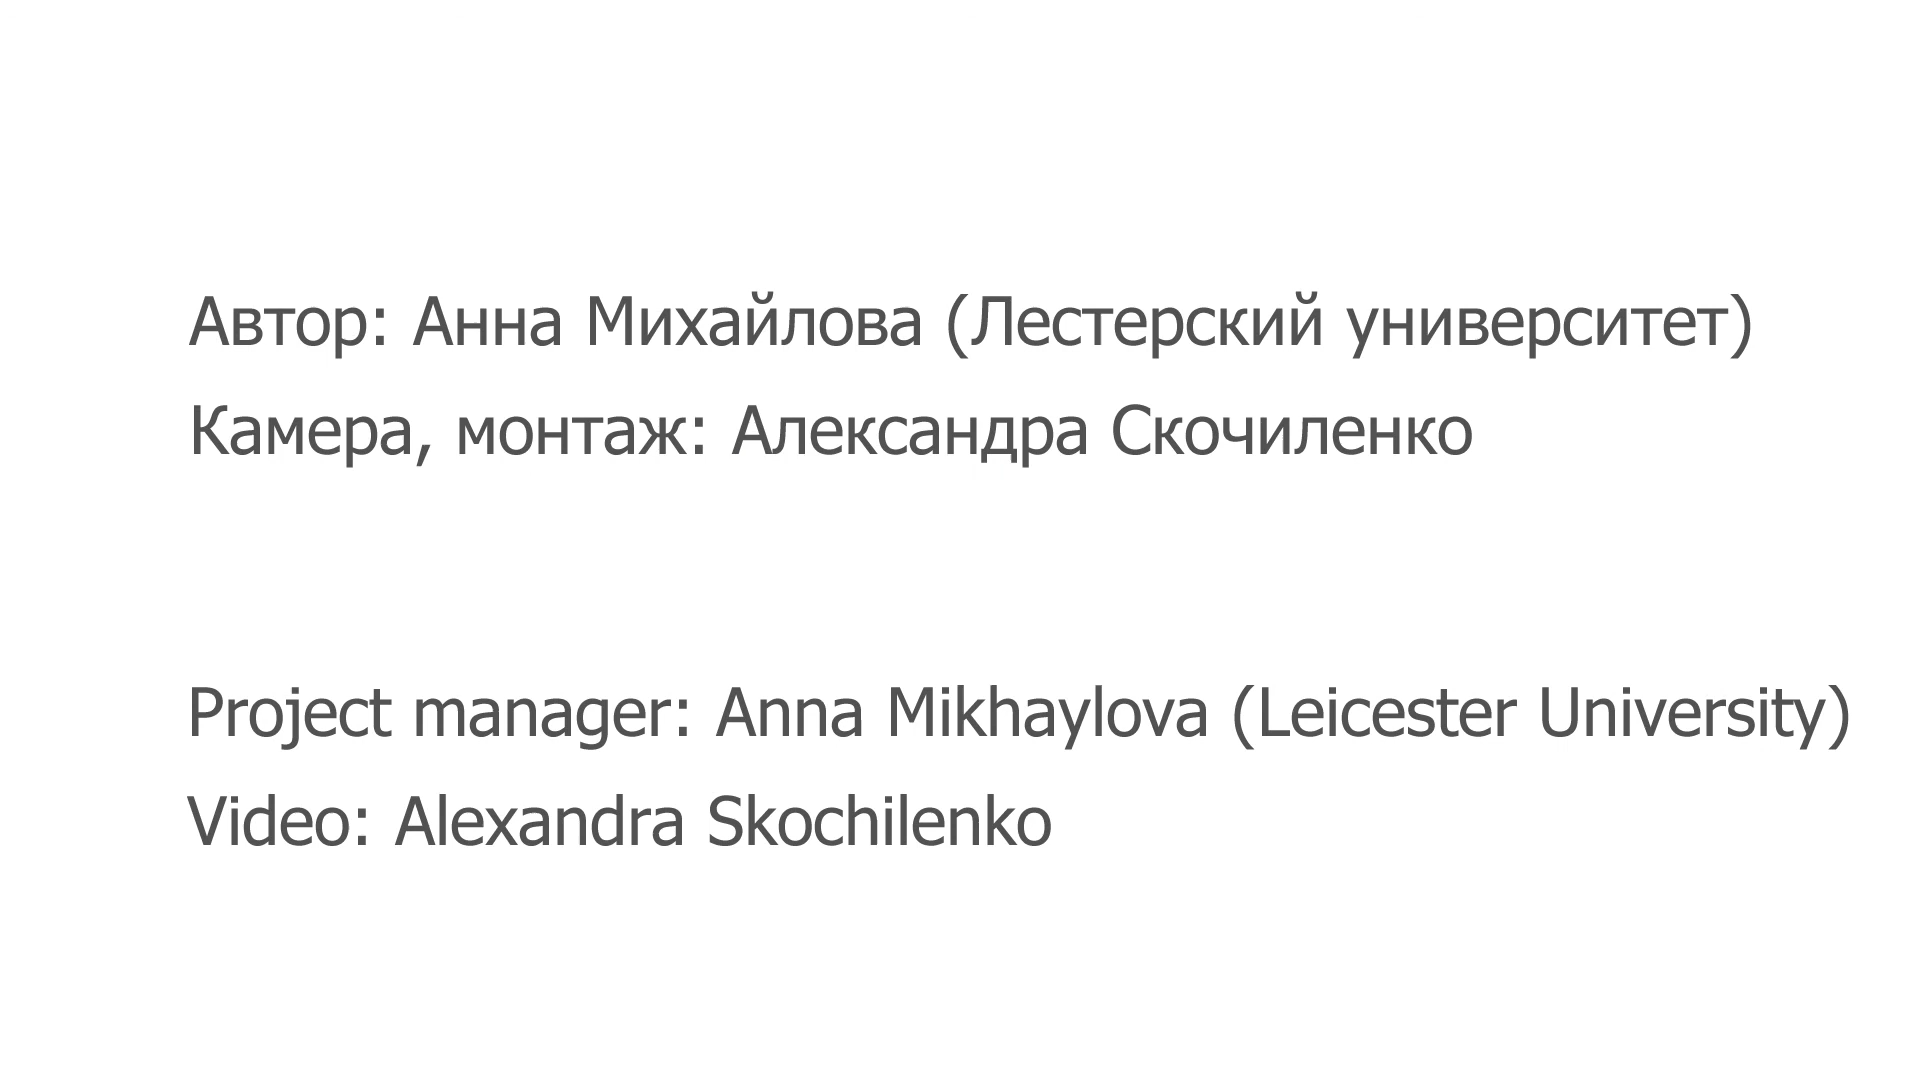 Автор: Анна Михайлова (Лестерский университет)
Камера, монтаж: Александра Скочиленко
Project manager: Anna Mikhaylova (Leicester University)
Video: Alexandra Skochilenko